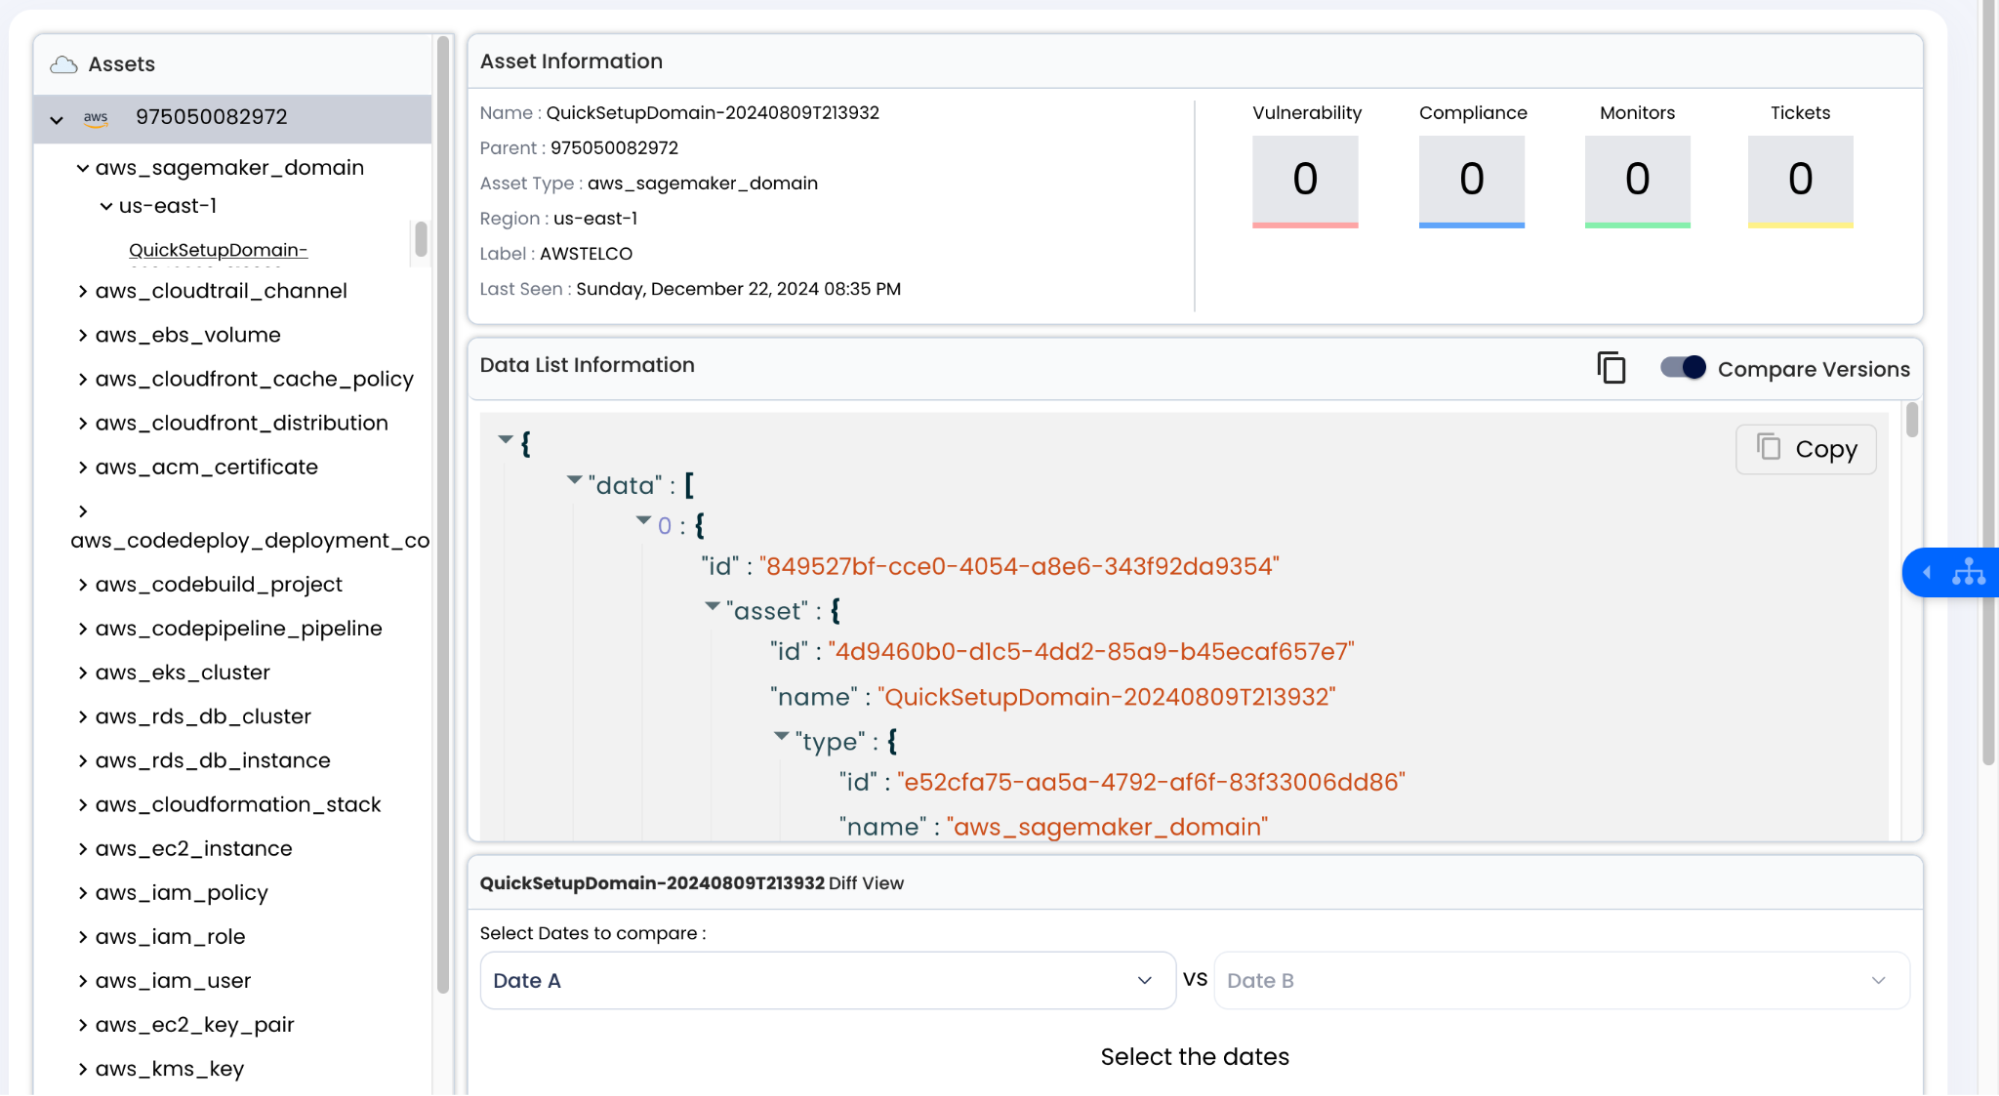 Assets
aws 975050082972
aws_sagemaker_domain
us-east-1
QuickSetupDomain-
aws_cloudtrail_channel
aws_ebs_volume
aws_cloudfront_cache_policy
aws_cloudfront_distribution
aws_acm_certificate
aws_codedeploy_deployment_co
aws_codebuild_project
aws_codepipeline_pipeline
aws_eks_cluster
aws_rds_db_cluster
aws_rds_db_instance
aws_cloudformation_stack
aws_ec2_instance
aws_iam_policy
aws_iam_role
aws_iam_user
aws_ec2_key_pair
aws_kms_key
Asset Information
Name : QuickSetupDomain-20240809T213932
Parent : 975050082972
Asset Type : aws_sagemaker_domain
Region : us-east-1
Label : AWSTELCO
Last Seen : Sunday, December 22, 2024 08:35 PM
Vulnerability Compliance Monitors Tickets
0 0 0 0
Data List Information
Compare Versions
Copy
{
"data" : [
0 : {
"id" : "849527bf-cce0-4054-a8e6-343f92da9354"
"asset" : {
"id" : "4d9460b0-d1c5-4dd2-85a9-b45ecaf657e7"
"name" : "QuickSetupDomain-20240809T213932"
"type" : {
"id" : "e52cfa75-aa5a-4792-af6f-83f33006dd86"
"name" : "aws_sagemaker_domain"
QuickSetupDomain-20240809T213932 Diff View
Select Dates to compare :
Date A VS Date B
Select the dates